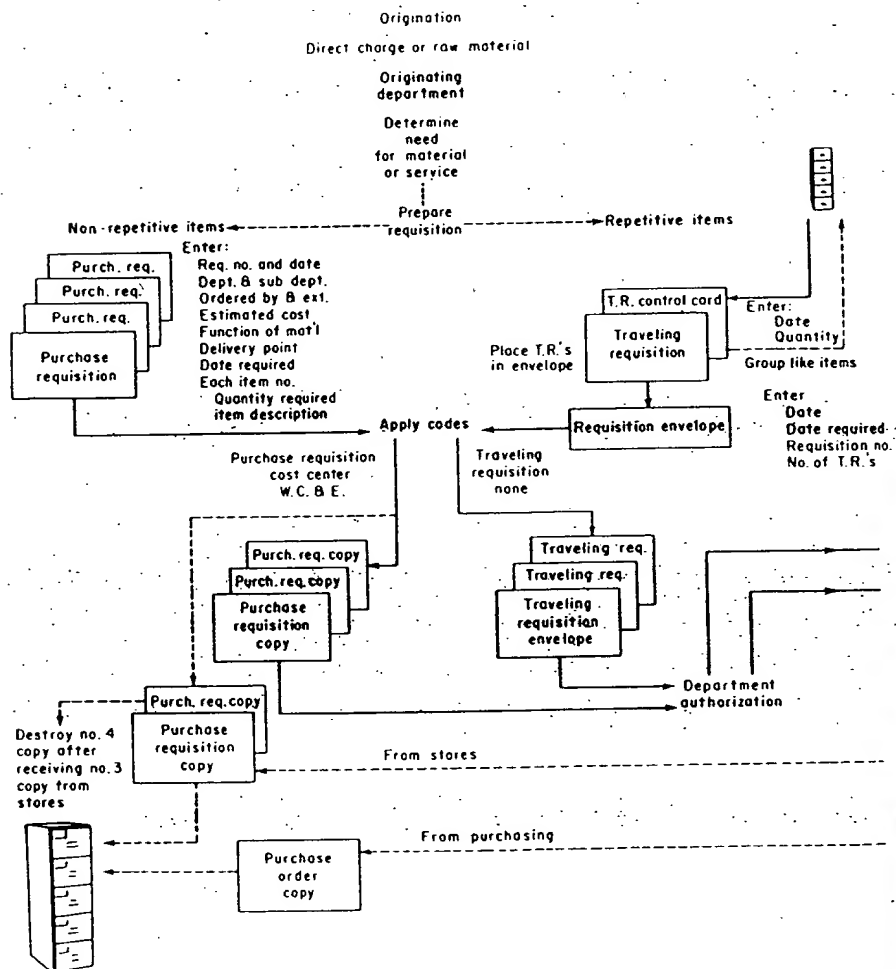 Origination
Direct charge or raw material
Originating
department
Determine
need
for material
or service
Prepare
requisition
Non-repetitive items
Repetitive items
Enter:
Req. no. and date
Dept. & sub dept.
Ordered by & ext.
Estimated cost
Function of mat'l
Delivery point
Date required
Each item no.
Quantity required
item description
Purch. req.
Purch. req.
Purch. req.
Purchase
requisition
T.R. control card
Traveling
requisition
Enter:
Date
Quantity
Group like items
Place T.R.'s
in envelope
Requisition envelope
Enter
Date
Date required
Requisition no.
No. of T.R.'s
Apply codes
Purchase requisition
cost center
W.C. & E.
Traveling
requisition
none
Purch. req. copy
Purch. req. copy
Purchase
requisition
copy
Traveling req.
Traveling req.
Traveling
requisition
envelope
Department
authorization
Purch. req. copy
Purchase
requisition
copy
Destroy no. 4
copy after
receiving no. 3
copy from
stores
From stores
From purchasing
Purchase
order
copy